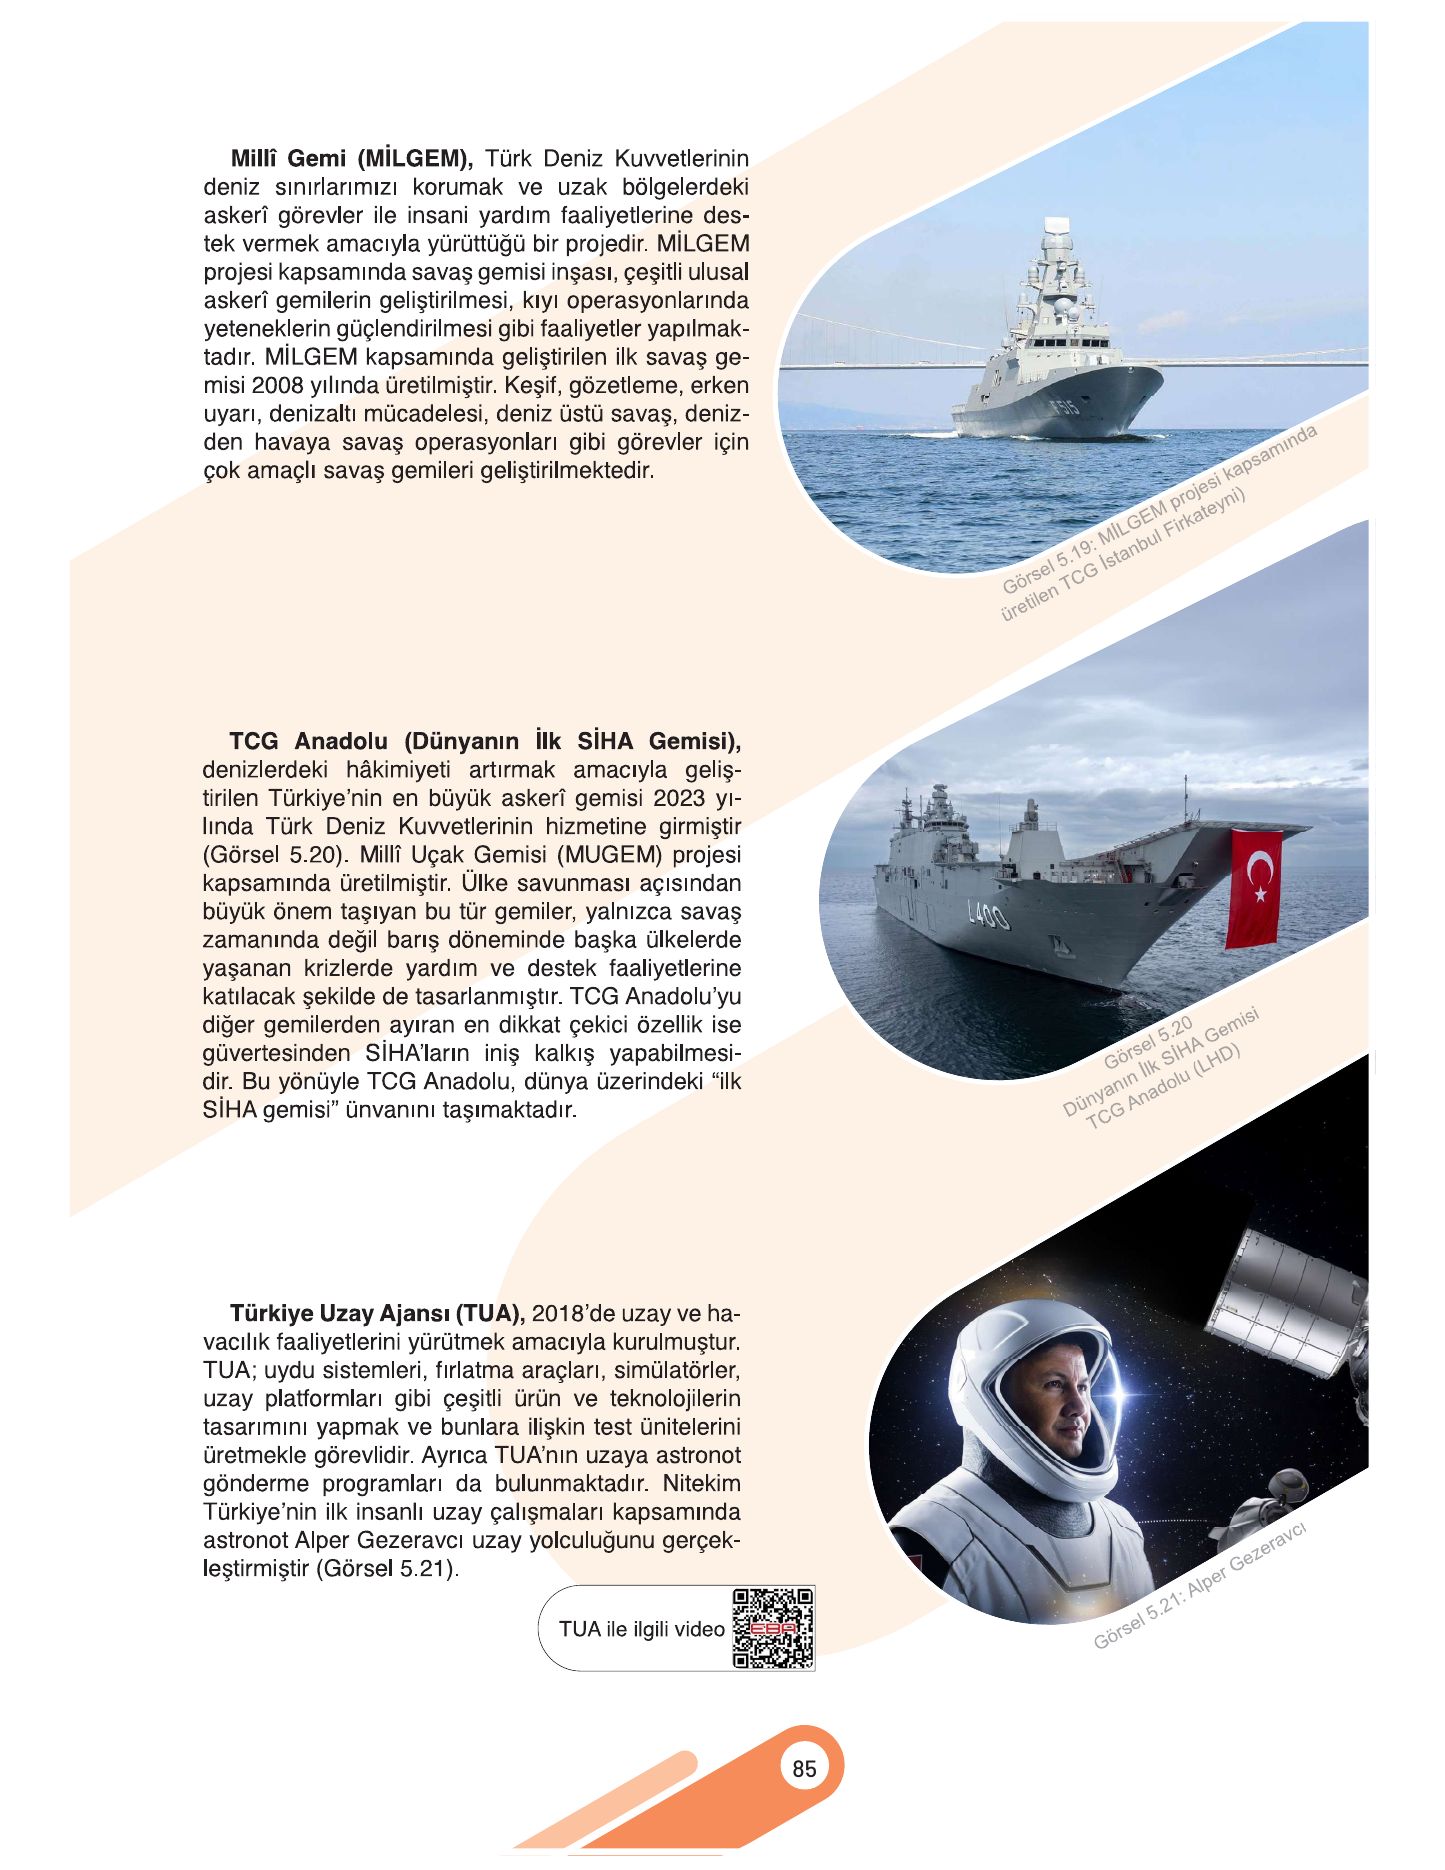 Millî Gemi (MİLGEM), Türk Deniz Kuvvetlerinin
deniz sınırlarımızı korumak ve uzak bölgelerdeki
askerî görevler ile insani yardım faaliyetlerine des-
tek vermek amacıyla yürüttüğü bir projedir. MİLGEM
projesi kapsamında savaş gemisi inşası, çeşitli ulusal
askerî gemilerin geliştirilmesi, kıyı operasyonlarında
yeteneklerin güçlendirilmesi gibi faaliyetler yapılmak-
tadır. MİLGEM kapsamında geliştirilen ilk savaş ge-
misi 2008 yılında üretilmiştir. Keşif, gözetleme, erken
uyarı, denizaltı mücadelesi, deniz üstü savaş, deniz-
den havaya savaş operasyonları gibi görevler için
çok amaçlı savaş gemileri geliştirilmektedir.
F-515
Görsel 5.19: MİLGEM projesi kapsamında
üretilen TCG İstanbul Firkateyni)
TCG Anadolu (Dünyanın İlk SİHA Gemisi),
denizlerdeki hâkimiyeti artırmak amacıyla geliş-
tirilen Türkiye’nin en büyük askerî gemisi 2023 yı-
lında Türk Deniz Kuvvetlerinin hizmetine girmiştir
(Görsel 5.20). Millî Uçak Gemisi (MUGEM) projesi
kapsamında üretilmiştir. Ülke savunması açısından
büyük önem taşıyan bu tür gemiler, yalnızca savaş
zamanında değil barış döneminde başka ülkelerde
yaşanan krizlerde yardım ve destek faaliyetlerine
katılacak şekilde de tasarlanmıştır. TCG Anadolu’yu
diğer gemilerden ayıran en dikkat çekici özellik ise
güvertesinden SİHA’ların iniş kalkış yapabilmesi-
dir. Bu yönüyle TCG Anadolu, dünya üzerindeki “ilk
SİHA gemisi” ünvanını taşımaktadır.
L400
Görsel 5.20
Dünyanın İlk SİHA Gemisi
TCG Anadolu (LHD)
Türkiye Uzay Ajansı (TUA), 2018’de uzay ve ha-
vacılık faaliyetlerini yürütmek amacıyla kurulmuştur.
TUA; uydu sistemleri, fırlatma araçları, simülatörler,
uzay platformları gibi çeşitli ürün ve teknolojilerin
tasarımını yapmak ve bunlara ilişkin test ünitelerini
üretmekle görevlidir. Ayrıca TUA’nın uzaya astronot
gönderme programları da bulunmaktadır. Nitekim
Türkiye’nin ilk insanlı uzay çalışmaları kapsamında
astronot Alper Gezeravcı uzay yolculuğunu gerçek-
leştirmiştir (Görsel 5.21).
Görsel 5.21: Alper Gezeravcı
TUA ile ilgili video
EBA
85